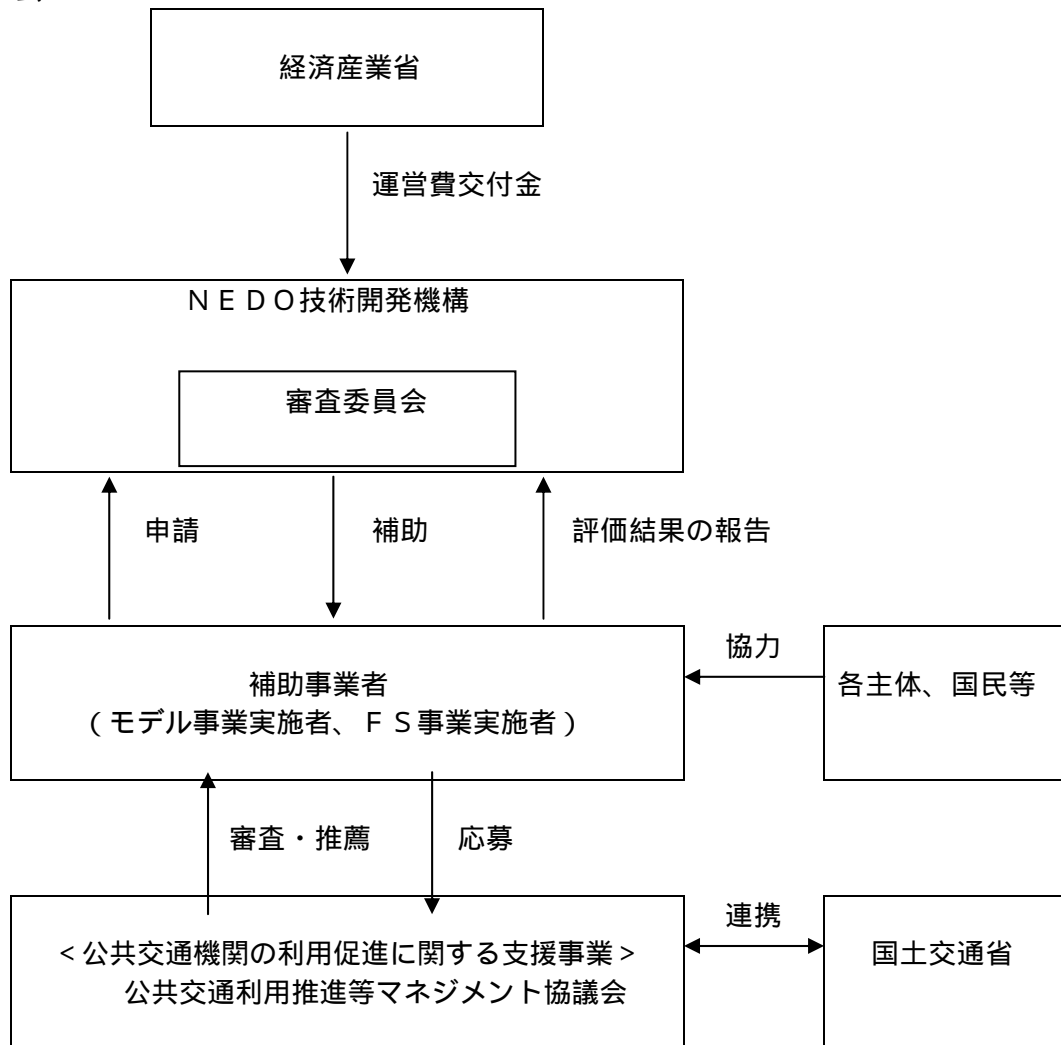 経済産業省
運営費交付金
ＮＥＤＯ技術開発機構
審査委員会
申請
補助
評価結果の報告
補助事業者
（モデル事業実施者、ＦＳ事業実施者）
協力
各主体、国民等
審査・推薦
応募
＜公共交通機関の利用促進に関する支援事業＞
公共交通利用推進等マネジメント協議会
連携
国土交通省